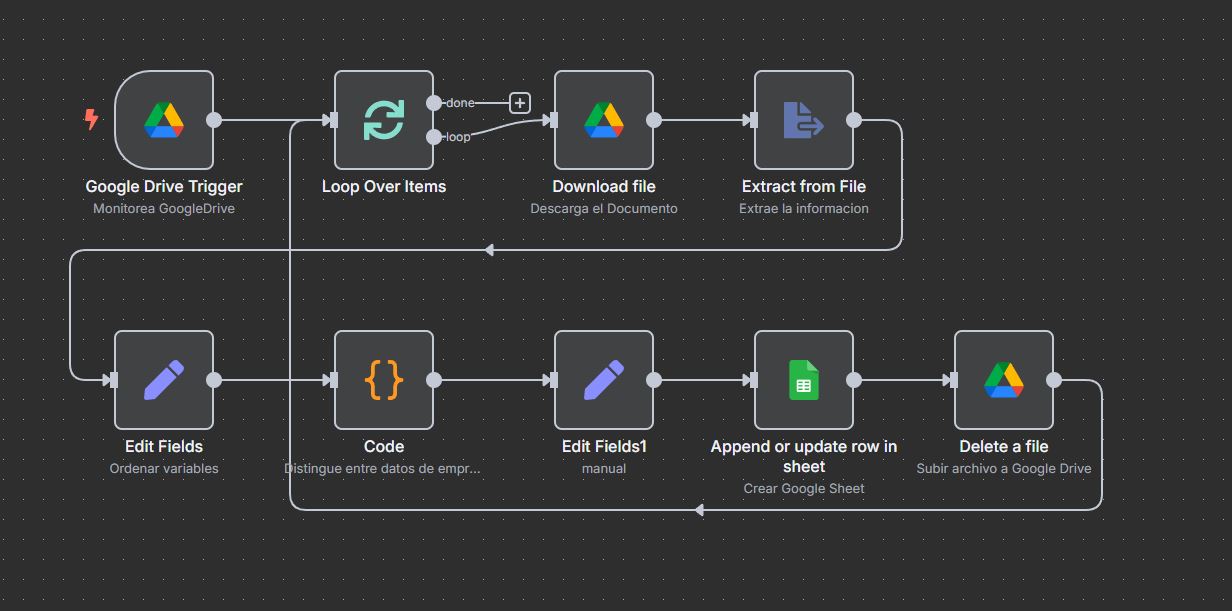 done
loop
Google Drive Trigger
Monitorea GoogleDrive
Loop Over Items
Download file
Descarga el Documento
Extract from File
Extrae la informacion
Edit Fields
Ordenar variables
Code
Distingue entre datos de empr...
Edit Fields1
manual
Append or update row in
sheet
Crear Google Sheet
Delete a file
Subir archivo a Google Drive